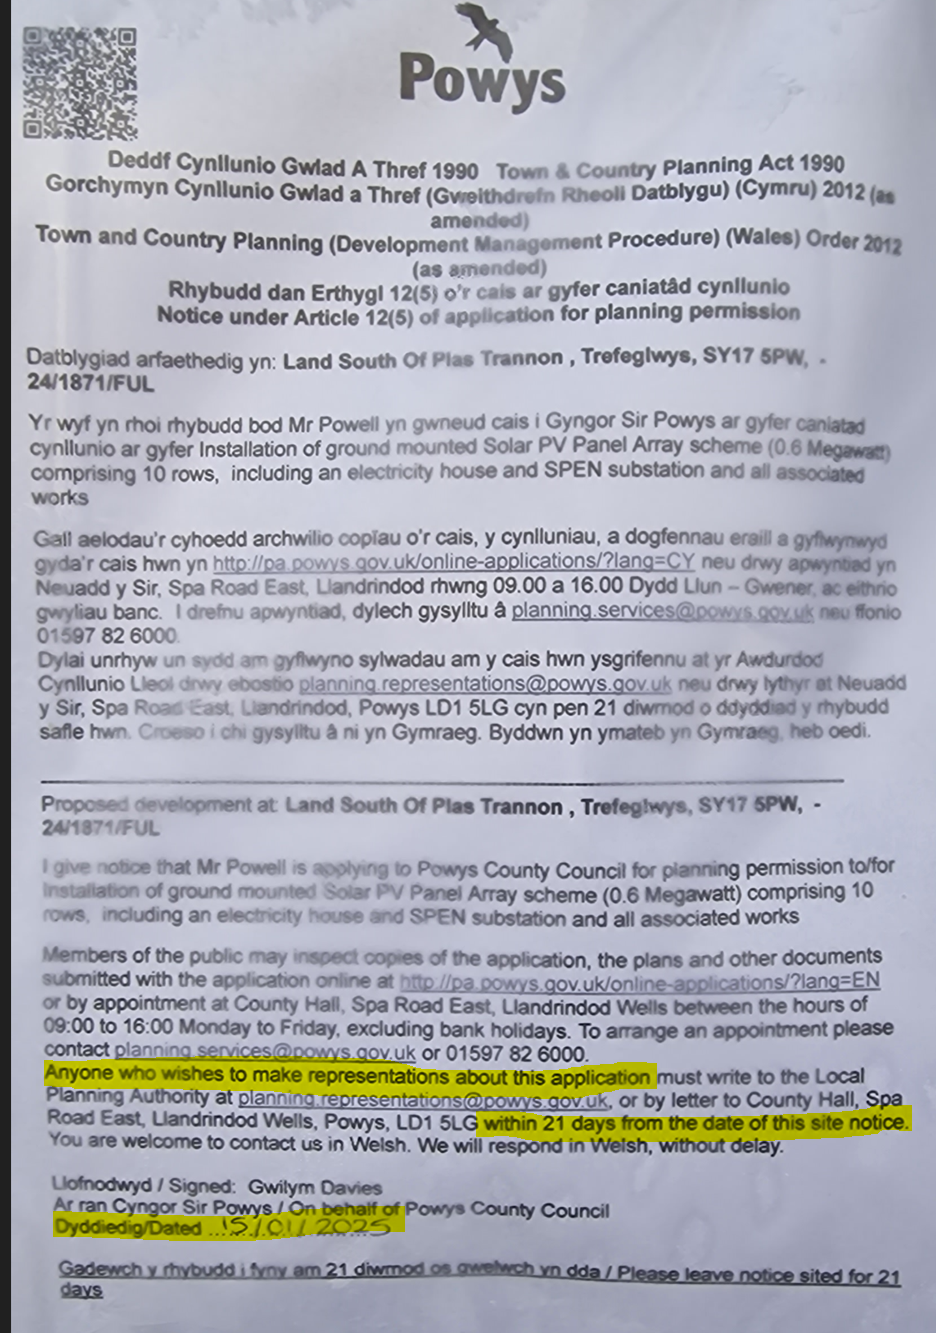 Powys
Deddf Cynllunio Gwlad A Thref 1990 Town & Country Planning Act 1990
Gorchymyn Cynllunio Gwlad a Thref (Gweithdrefn Rheoli Datblygu) (Cymru) 2012 (as
amended)
Town and Country Planning (Development Management Procedure) (Wales) Order 2012
(as amended)
Rhybudd dan Erthygl 12(5) o'r cais ar gyfer caniatâd cynllunio
Notice under Article 12(5) of application for planning permission
Datblygiad arfaethedig yn: Land South Of Plas Trannon , Trefeglwys, SY17 5PW, -
24/1871/FUL
Yr wyf yn rhoi rhybudd bod Mr Powell yn gwneud cais i Gyngor Sir Powys ar gyfer caniatad
cynllunio ar gyfer Installation of ground mounted Solar PV Panel Array scheme (0.6 Megawatt)
comprising 10 rows, including an electricity house and SPEN substation and all associated
works
Gall aelodau'r cyhoedd archwilio copïau o'r cais, y cynlluniau, a dogfennau eraill a gyflwynwyd
gyda'r cais hwn yn http://pa.powys.gov.uk/online-applications/?lang=CY neu drwy apwyntiad yn
Neuadd y Sir, Spa Road East, Llandrindod rhwng 09.00 a 16.00 Dydd Llun – Gwener, ac eithrio
gwyliau banc. I drefnu apwyntiad, dylech gysylltu â planning.services@powys.gov.uk neu ffonio
01597 82 6000.
Dylai unrhyw un sydd am gyflwyno sylwadau am y cais hwn ysgrifennu at yr Awdurdod
Cynllunio Lleol drwy ebostio planning.representations@powys.gov.uk neu drwy lythyr at Neuadd
y Sir, Spa Road East, Llandrindod, Powys LD1 5LG cyn pen 21 diwrnod o ddyddiad y rhybudd
safle hwn. Croeso i chi gysylltu â ni yn Gymraeg. Byddwn yn ymateb yn Gymraeg, heb oedi.
Proposed development at: Land South Of Plas Trannon , Trefeglwys, SY17 5PW, -
24/1871/FUL
I give notice that Mr Powell is applying to Powys County Council for planning permission to/for
Installation of ground mounted Solar PV Panel Array scheme (0.6 Megawatt) comprising 10
rows, including an electricity house and SPEN substation and all associated works
Members of the public may inspect copies of the application, the plans and other documents
submitted with the application online at http://pa.powys.gov.uk/online-applications/?lang=EN
or by appointment at County Hall, Spa Road East, Llandrindod Wells between the hours of
09:00 to 16:00 Monday to Friday, excluding bank holidays. To arrange an appointment please
contact planning.services@powys.gov.uk or 01597 82 6000.
Anyone who wishes to make representations about this application must write to the Local
Planning Authority at planning.representations@powys.gov.uk, or by letter to County Hall, Spa
Road East, Llandrindod Wells, Powys, LD1 5LG within 21 days from the date of this site notice.
You are welcome to contact us in Welsh. We will respond in Welsh, without delay.
Llofnodwyd / Signed: Gwilym Davies
Ar ran Cyngor Sir Powys / On behalf of Powys County Council
Dyddiedig/Dated ...15/01/2025
Gadewch y rhybudd i fyny am 21 diwrnod os gwelwch yn dda / Please leave notice sited for 21
days